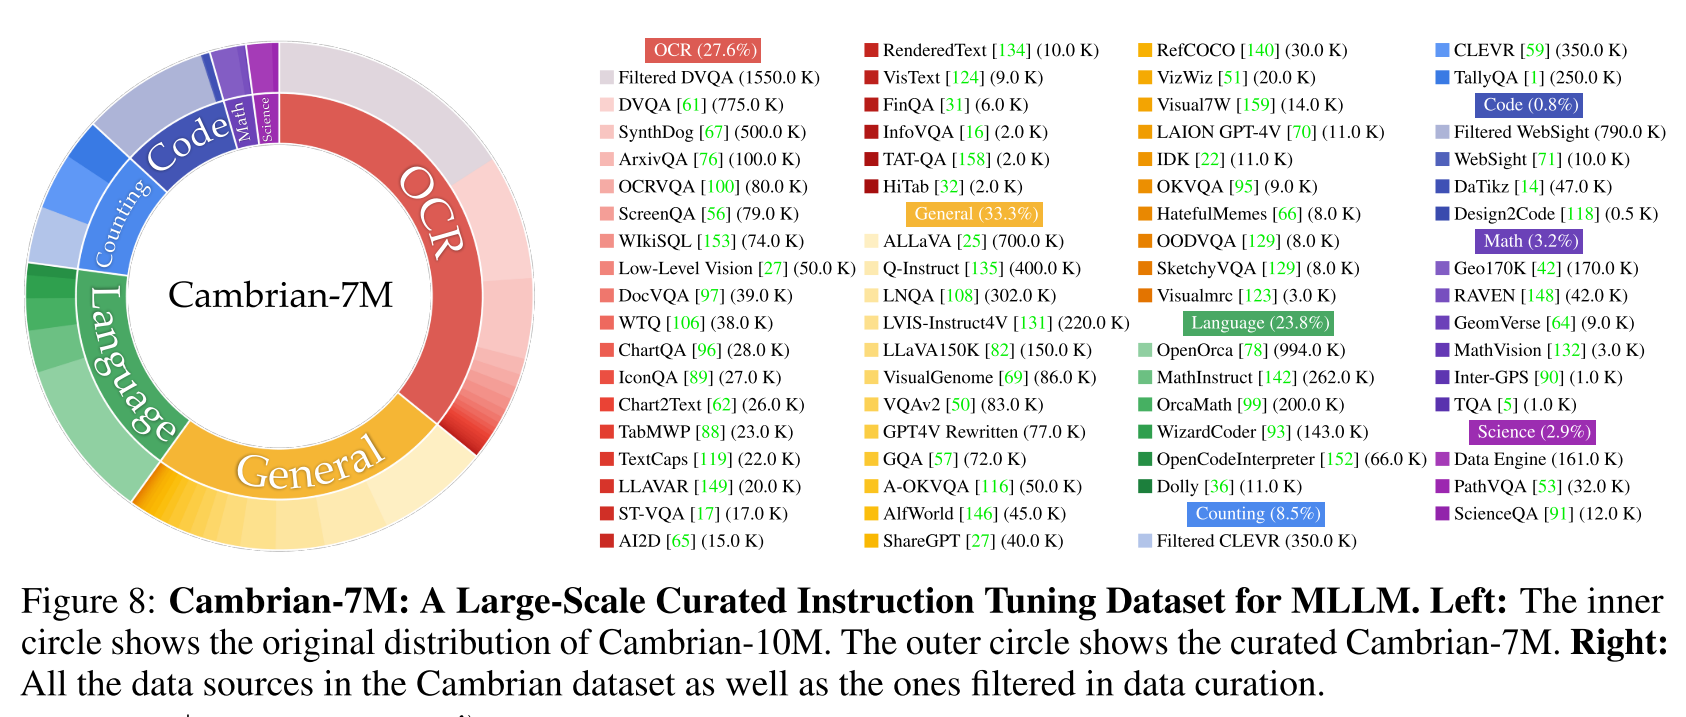 OCR
General
Language
Counting
Code
Math
Science
Cambrian-7M
OCR (27.6%)
Filtered DVQA (1550.0 K)
DVQA [61] (775.0 K)
SynthDog [67] (500.0 K)
ArxivQA [76] (100.0 K)
OCRVQA [100] (80.0 K)
ScreenQA [56] (79.0 K)
WIkiSQL [153] (74.0 K)
Low-Level Vision [27] (50.0 K)
DocVQA [97] (39.0 K)
WTQ [106] (38.0 K)
ChartQA [96] (28.0 K)
IconQA [89] (27.0 K)
Chart2Text [62] (26.0 K)
TabMWP [88] (23.0 K)
TextCaps [119] (22.0 K)
LLAVAR [149] (20.0 K)
ST-VQA [17] (17.0 K)
AI2D [65] (15.0 K)
RenderedText [134] (10.0 K)
VisText [124] (9.0 K)
FinQA [31] (6.0 K)
InfoVQA [16] (2.0 K)
TAT-QA [158] (2.0 K)
HiTab [32] (2.0 K)
General (33.3%)
ALLaVA [25] (700.0 K)
Q-Instruct [135] (400.0 K)
LNQA [108] (302.0 K)
LVIS-Instruct4V [131] (220.0 K)
LLaVA150K [82] (150.0 K)
VisualGenome [69] (86.0 K)
VQAv2 [50] (83.0 K)
GPT4V Rewritten (77.0 K)
GQA [57] (72.0 K)
A-OKVQA [116] (50.0 K)
AlfWorld [146] (45.0 K)
ShareGPT [27] (40.0 K)
RefCOCO [140] (30.0 K)
VizWiz [51] (20.0 K)
Visual7W [159] (14.0 K)
LAION GPT-4V [70] (11.0 K)
IDK [22] (11.0 K)
OKVQA [95] (9.0 K)
HatefulMemes [66] (8.0 K)
OODVQA [129] (8.0 K)
SketchyVQA [129] (8.0 K)
Visualmrc [123] (3.0 K)
Language (23.8%)
OpenOrca [78] (994.0 K)
MathInstruct [142] (262.0 K)
OrcaMath [99] (200.0 K)
WizardCoder [93] (143.0 K)
OpenCodeInterpreter [152] (66.0 K)
Dolly [36] (11.0 K)
Counting (8.5%)
Filtered CLEVR (350.0 K)
CLEVR [59] (350.0 K)
TallyQA [1] (250.0 K)
Code (0.8%)
Filtered WebSight (790.0 K)
WebSight [71] (10.0 K)
DaTikz [14] (47.0 K)
Design2Code [118] (0.5 K)
Math (3.2%)
Geo170K [42] (170.0 K)
RAVEN [148] (42.0 K)
GeomVerse [64] (9.0 K)
MathVision [132] (3.0 K)
Inter-GPS [90] (1.0 K)
TQA [5] (1.0 K)
Science (2.9%)
Data Engine (161.0 K)
PathVQA [53] (32.0 K)
ScienceQA [91] (12.0 K)
Figure 8: Cambrian-7M: A Large-Scale Curated Instruction Tuning Dataset for MLLM. Left: The inner
circle shows the original distribution of Cambrian-10M. The outer circle shows the curated Cambrian-7M. Right:
All the data sources in the Cambrian dataset as well as the ones filtered in data curation.